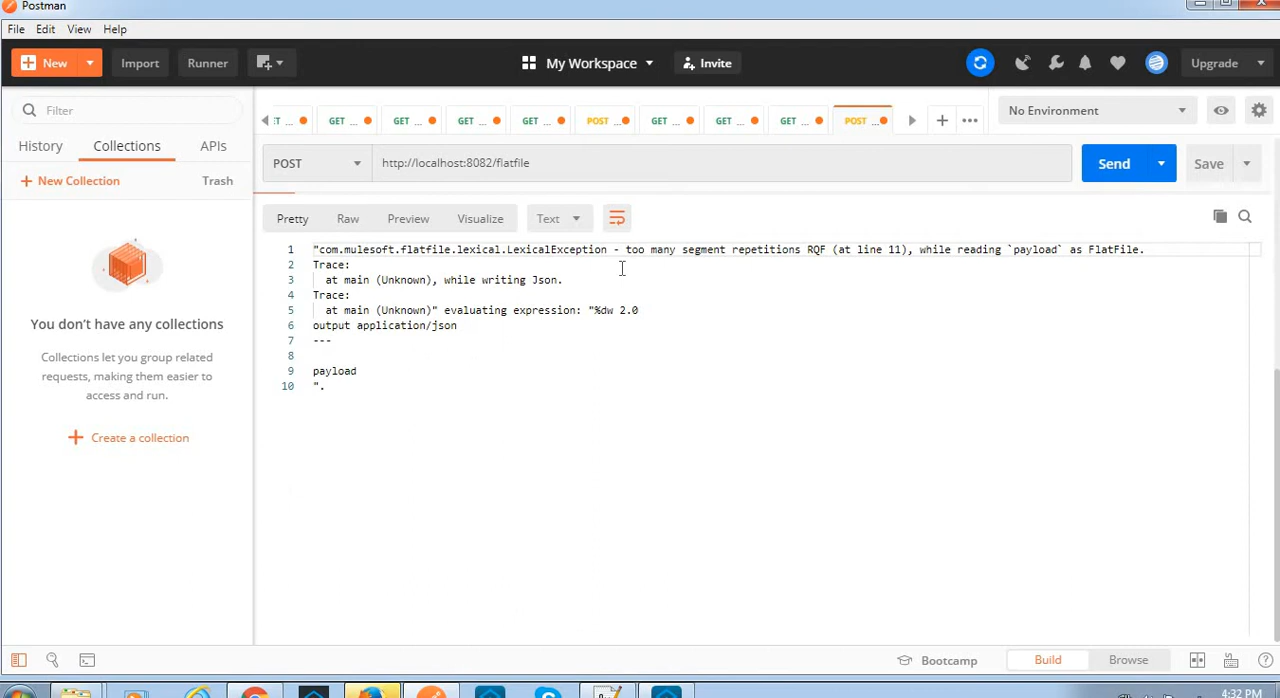 Postman
File Edit View Help
New Import Runner My Workspace Invite Upgrade
Filter
ET ... GET ... GET ... GET ... GET ... POST ... GET ... GET ... GET ... POST ... No Environment
History Collections APIs
POST http://localhost:8082/flatfile Send Save
New Collection Trash
Pretty Raw Preview Visualize Text
1 "com.mulesoft.flatfile.lexical.LexicalException - too many segment repetitions RQF (at line 11), while reading `payload` as FlatFile.
2 Trace:
3 at main (Unknown), while writing Json.
4 Trace:
5 at main (Unknown)" evaluating expression: "%dw 2.0
6 output application/json
7 ---
8
9 payload
10 ".
You don't have any collections
Collections let you group related
requests, making them easier to
access and run.
Create a collection
Bootcamp Build Browse
4:32 PM